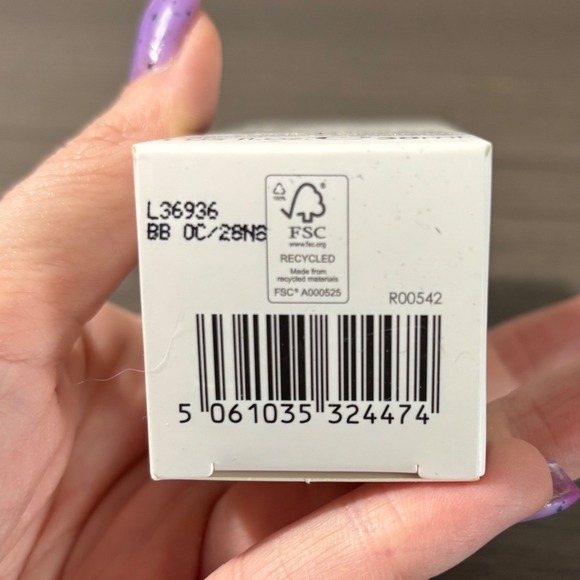 L36936
BB OC/28N8
100%
FSC
www.fsc.org
RECYCLED
Made from
recycled materials
FSC® A000525
R00542
5 061035 324474